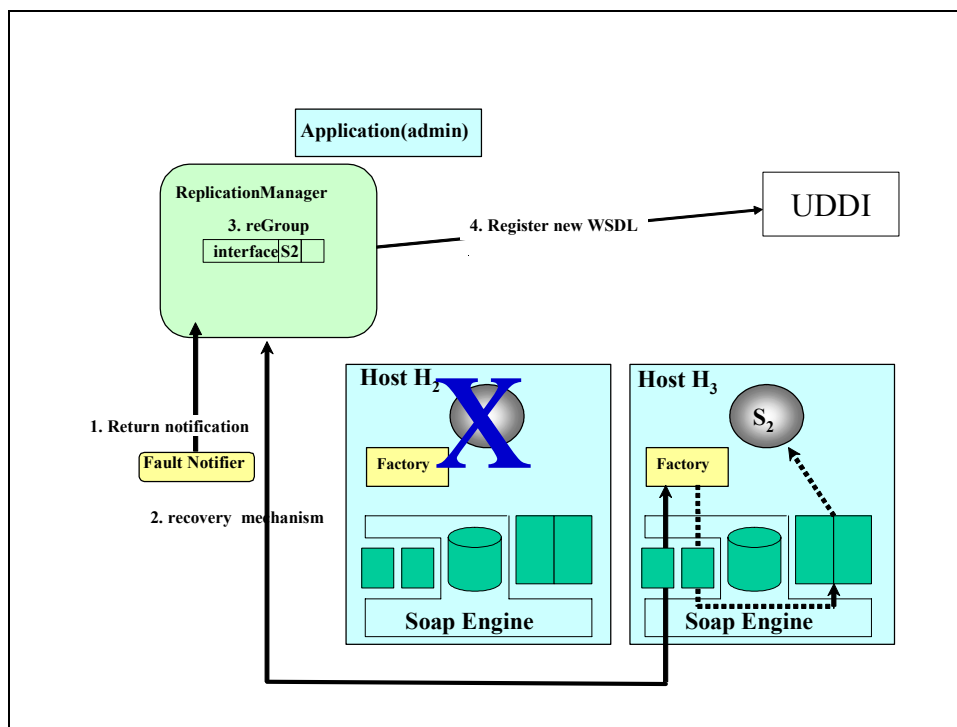 Application(admin)
ReplicationManager
3. reGroup
interface S2
4. Register new WSDL
UDDI
1. Return notification
Fault Notifier
2. recovery mechanism
Host H2
X
Factory
Soap Engine
Host H3
S2
Factory
Soap Engine